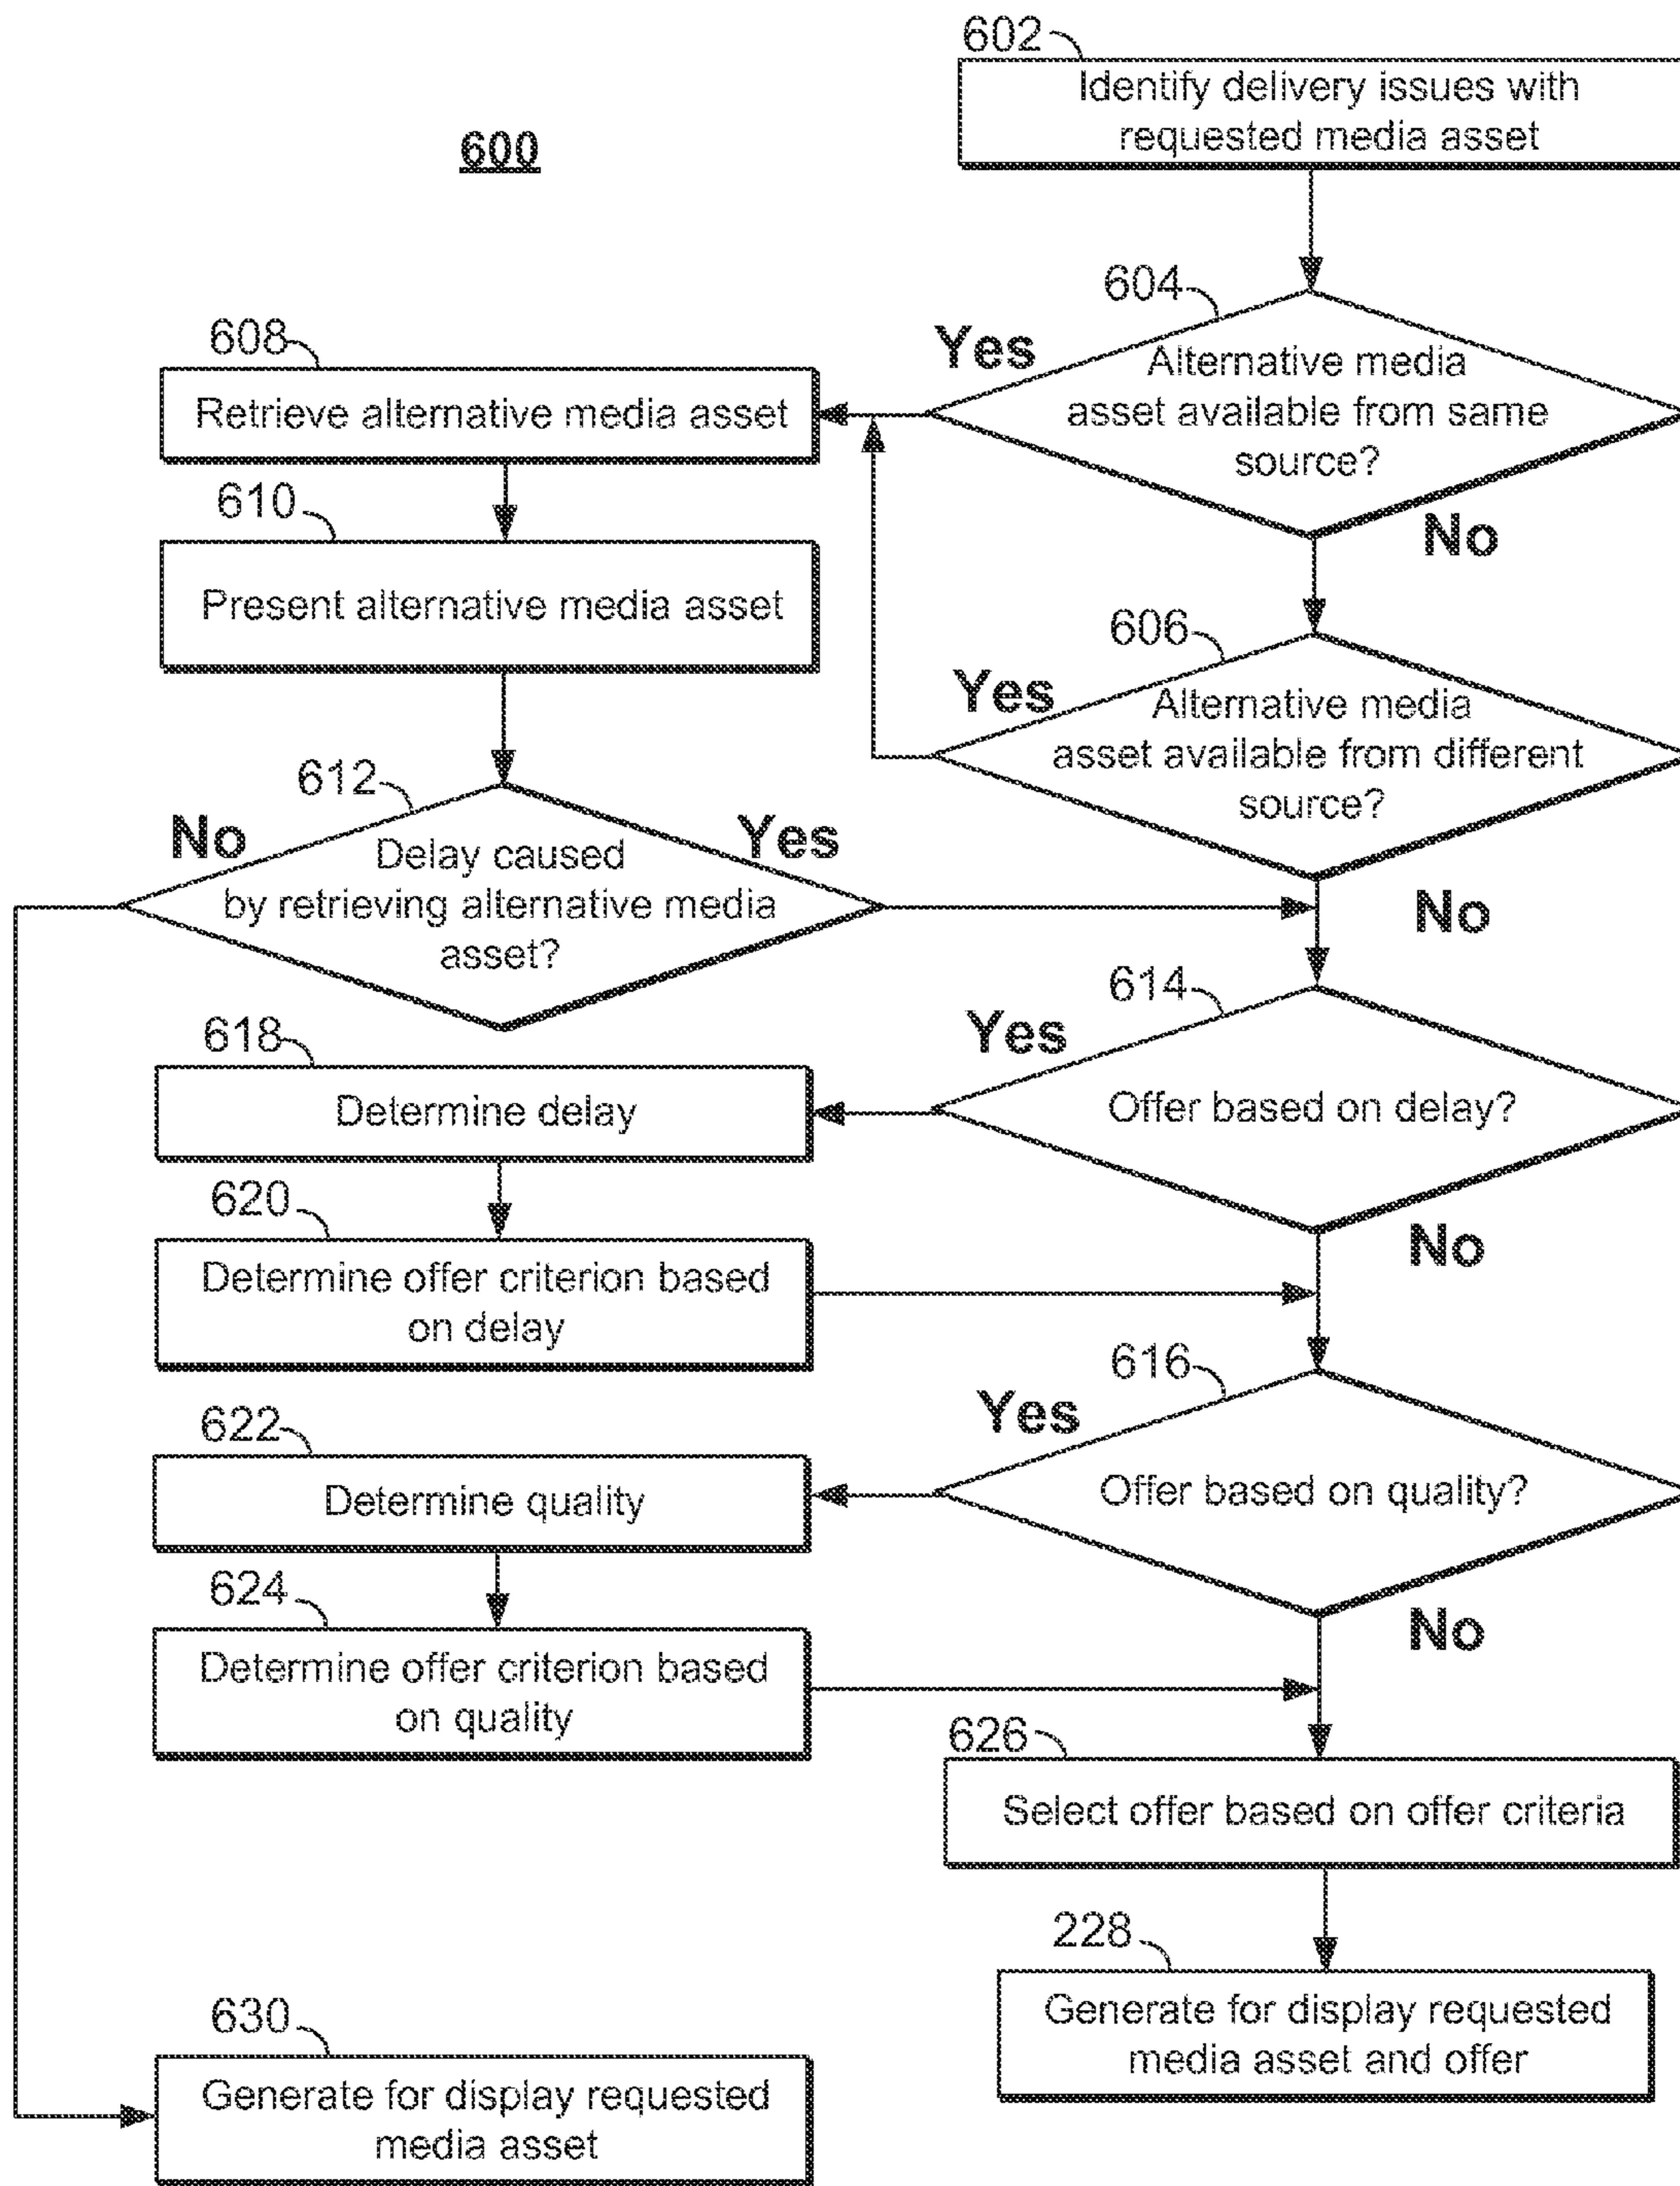 600
602
Identify delivery issues with
requested media asset
604
Yes
Alternative media
asset available from same
source?
No
608
Retrieve alternative media asset
610
Present alternative media asset
606
Yes
Alternative media
asset available from different
source?
No
612
No
Yes
Delay caused
by retrieving alternative media
asset?
614
Yes
Offer based on delay?
No
618
Determine delay
620
Determine offer criterion based
on delay
616
Yes
Offer based on quality?
No
622
Determine quality
624
Determine offer criterion based
on quality
626
Select offer based on offer criteria
228
Generate for display requested
media asset and offer
630
Generate for display requested
media asset